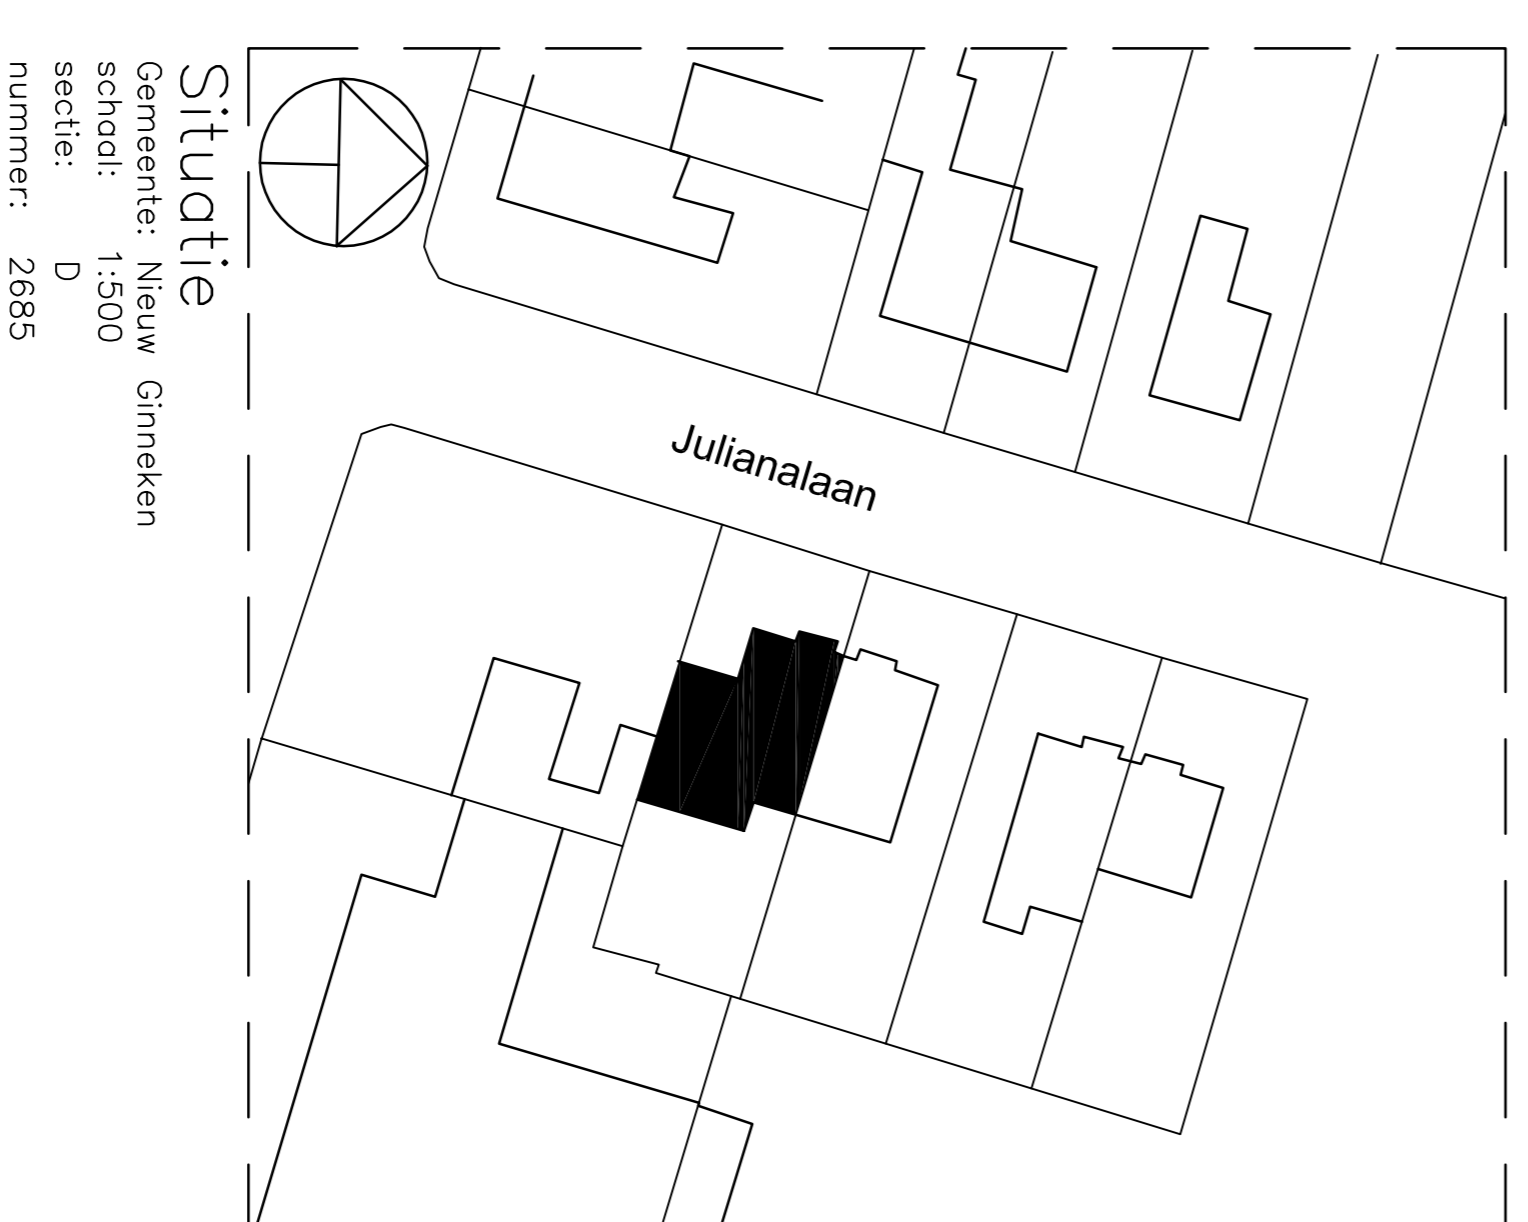 Situatie
Gemeente: Nieuw Ginneken
schaal: 1:500
sectie: D
nummer: 2685
Julianalaan